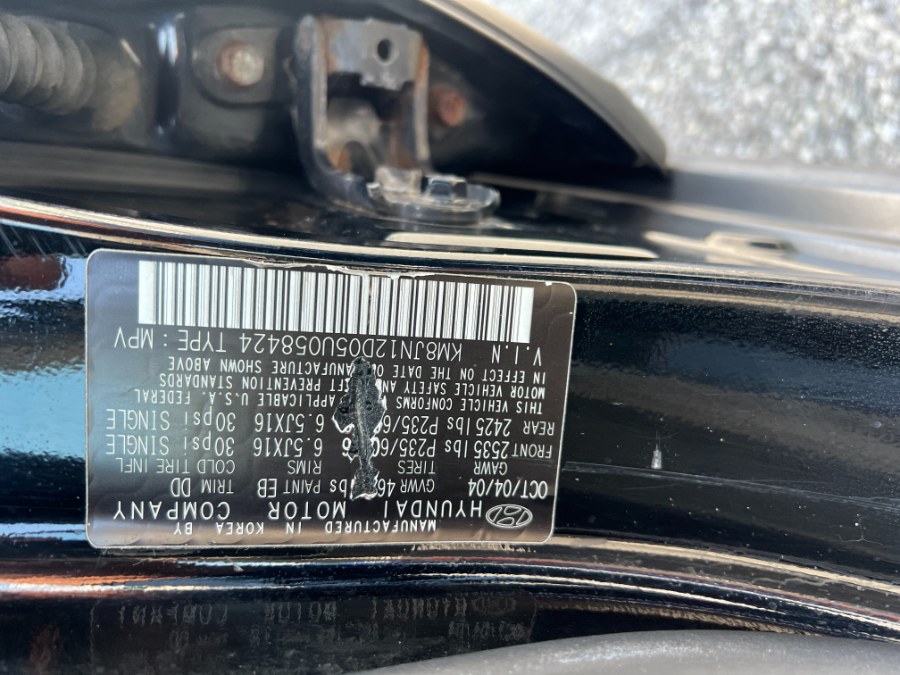 MANUFACTURED IN KOREA BY
HYUNDAI MOTOR COMPANY
OCT/04/04 GVWR lbs PAINT EB TRIM DD
GAWR TIRES RIMS COLD TIRE INFL
FRONT 2535 lbs 6.5JX16 30psi SINGLE
REAR 2425 lbs 6.5JX16 30psi SINGLE
THIS VEHICLE CONFORMS APPLICABLE U.S.A. FEDERAL
MOTOR VEHICLE SAFETY AND PREVENTION STANDARDS
IN EFFECT ON THE DATE OF MANUFACTURE SHOWN ABOVE
V.I.N KM8JN12D05U058424 TYPE : MPV